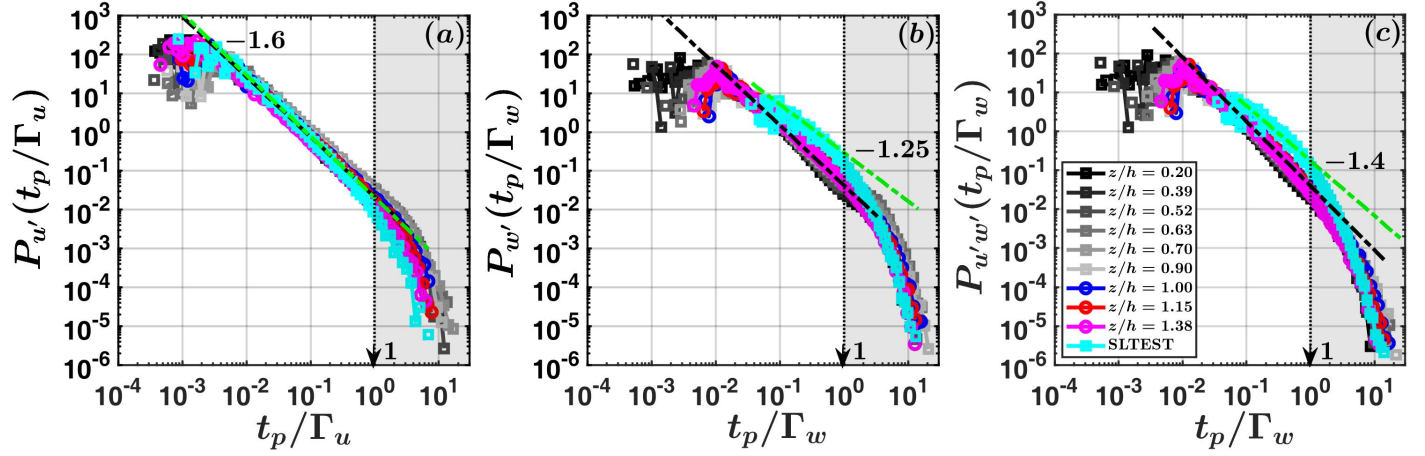 (a)
−1.6
1
10^3
10^2
10^1
10^0
10^-1
10^-2
10^-3
10^-4
10^-5
10^-6
10^-4 10^-3 10^-2 10^-1 10^0 10^1
P_{u′}(t_p/Γ_u)
t_p/Γ_u
(b)
−1.25
1
10^3
10^2
10^1
10^0
10^-1
10^-2
10^-3
10^-4
10^-5
10^-6
10^-4 10^-3 10^-2 10^-1 10^0 10^1
P_{w′}(t_p/Γ_w)
t_p/Γ_w
(c)
−1.4
1
10^3
10^2
10^1
10^0
10^-1
10^-2
10^-3
10^-4
10^-5
10^-6
10^-4 10^-3 10^-2 10^-1 10^0 10^1
P_{u′w′}(t_p/Γ_w)
t_p/Γ_w
z/h = 0.20
z/h = 0.39
z/h = 0.52
z/h = 0.63
z/h = 0.70
z/h = 0.90
z/h = 1.00
z/h = 1.15
z/h = 1.38
SLTEST